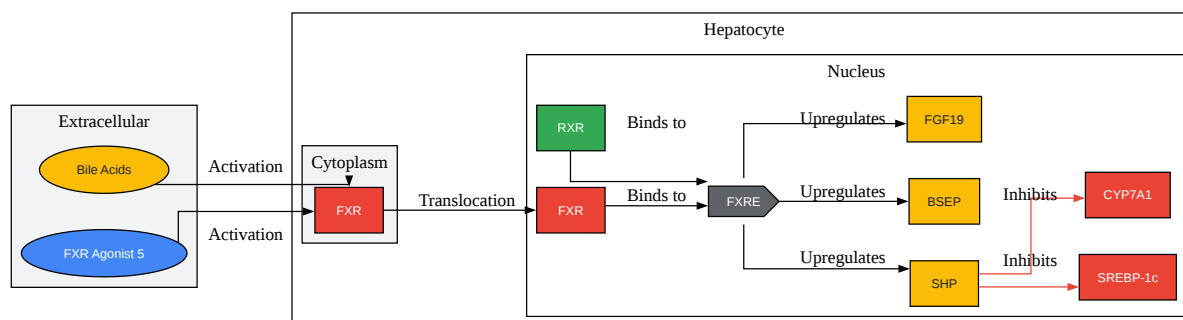 Hepatocyte
Nucleus
Extracellular
Bile Acids
FXR Agonist 5
Activation
Activation
Cytoplasm
FXR
Translocation
RXR
Binds to
FXR
Binds to
FXRE
Upregulates
FGF19
Upregulates
BSEP
Upregulates
SHP
Inhibits
CYP7A1
Inhibits
SREBP-1c